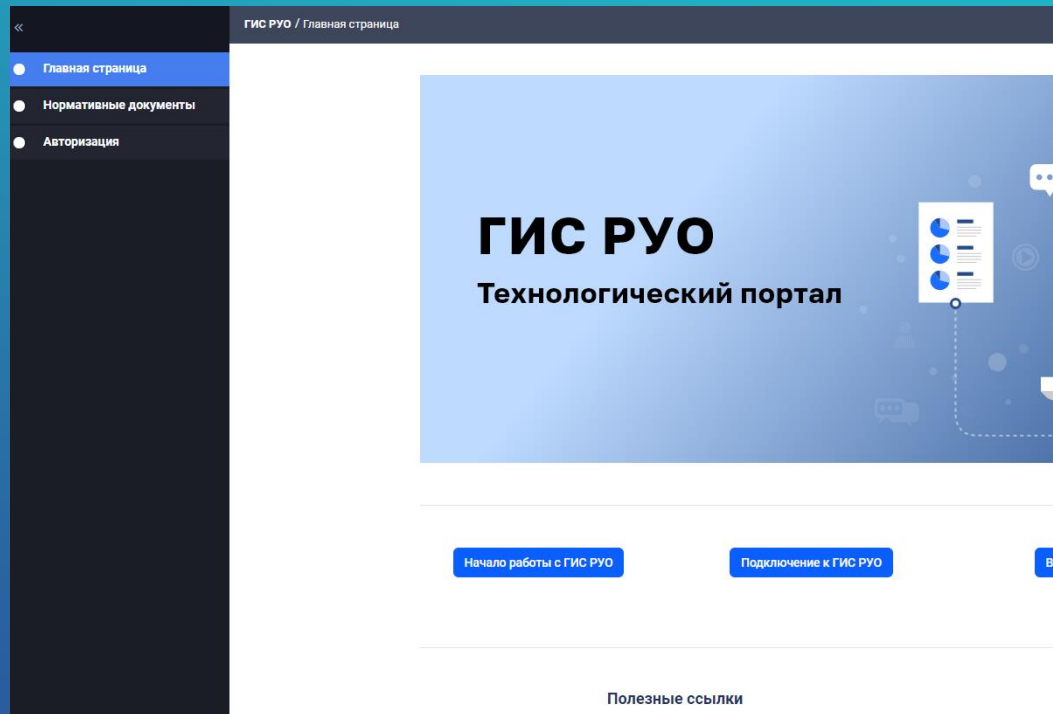 «
ГИС РУО / Главная страница
Главная страница
Нормативные документы
Авторизация
ГИС РУО
Технологический портал
Начало работы с ГИС РУО
Подключение к ГИС РУО
В
Полезные ссылки